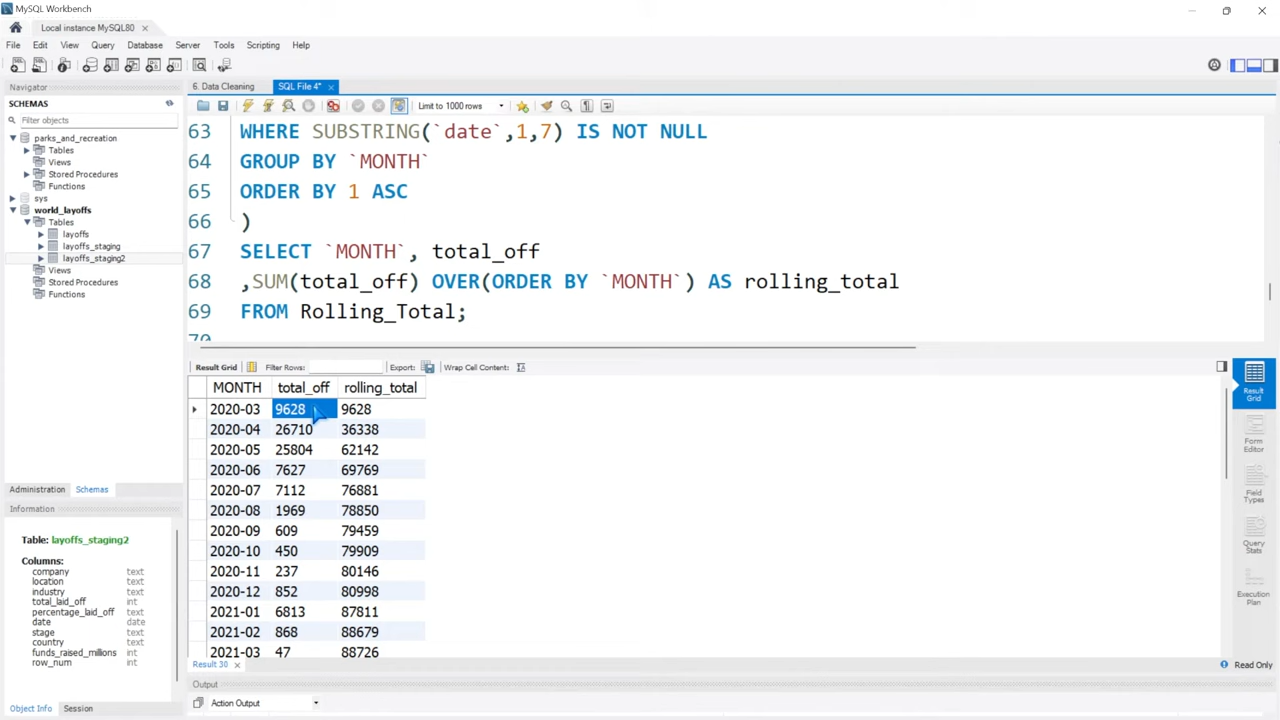 MySQL Workbench
Local instance MySQL80
File Edit View Query Database Server Tools Scripting Help
Navigator
SCHEMAS
Filter objects
parks_and_recreation
Tables
Views
Stored Procedures
Functions
sys
world_layoffs
Tables
layoffs
layoffs_staging
layoffs_staging2
Views
Stored Procedures
Functions
Administration Schemas
Information
Table: layoffs_staging2
Columns:
company text
location text
industry text
total_laid_off int
percentage_laid_off text
date date
stage text
country text
funds_raised_millions int
row_num int
Object Info Session
6. Data Cleaning SQL File 4*
Limit to 1000 rows
63 WHERE SUBSTRING(`date`,1,7) IS NOT NULL
64 GROUP BY `MONTH`
65 ORDER BY 1 ASC
66 )
67 SELECT `MONTH`, total_off
68 ,SUM(total_off) OVER(ORDER BY `MONTH`) AS rolling_total
69 FROM Rolling_Total;
70
Result Grid Filter Rows: Export: Wrap Cell Content:
MONTH total_off rolling_total
2020-03 9628 9628
2020-04 26710 36338
2020-05 25804 62142
2020-06 7627 69769
2020-07 7112 76881
2020-08 1969 78850
2020-09 609 79459
2020-10 450 79909
2020-11 237 80146
2020-12 852 80998
2021-01 6813 87811
2021-02 868 88679
2021-03 47 88726
Result Grid
Form Editor
Field Types
Query Stats
Execution Plan
Result 30
Read Only
Output
Action Output